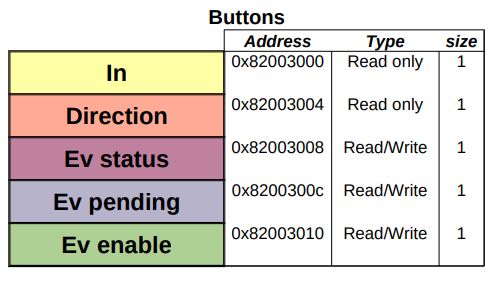 Buttons
Address Type size
In 0x82003000 Read only 1
Direction 0x82003004 Read only 1
Ev status 0x82003008 Read/Write 1
Ev pending 0x8200300c Read/Write 1
Ev enable 0x82003010 Read/Write 1